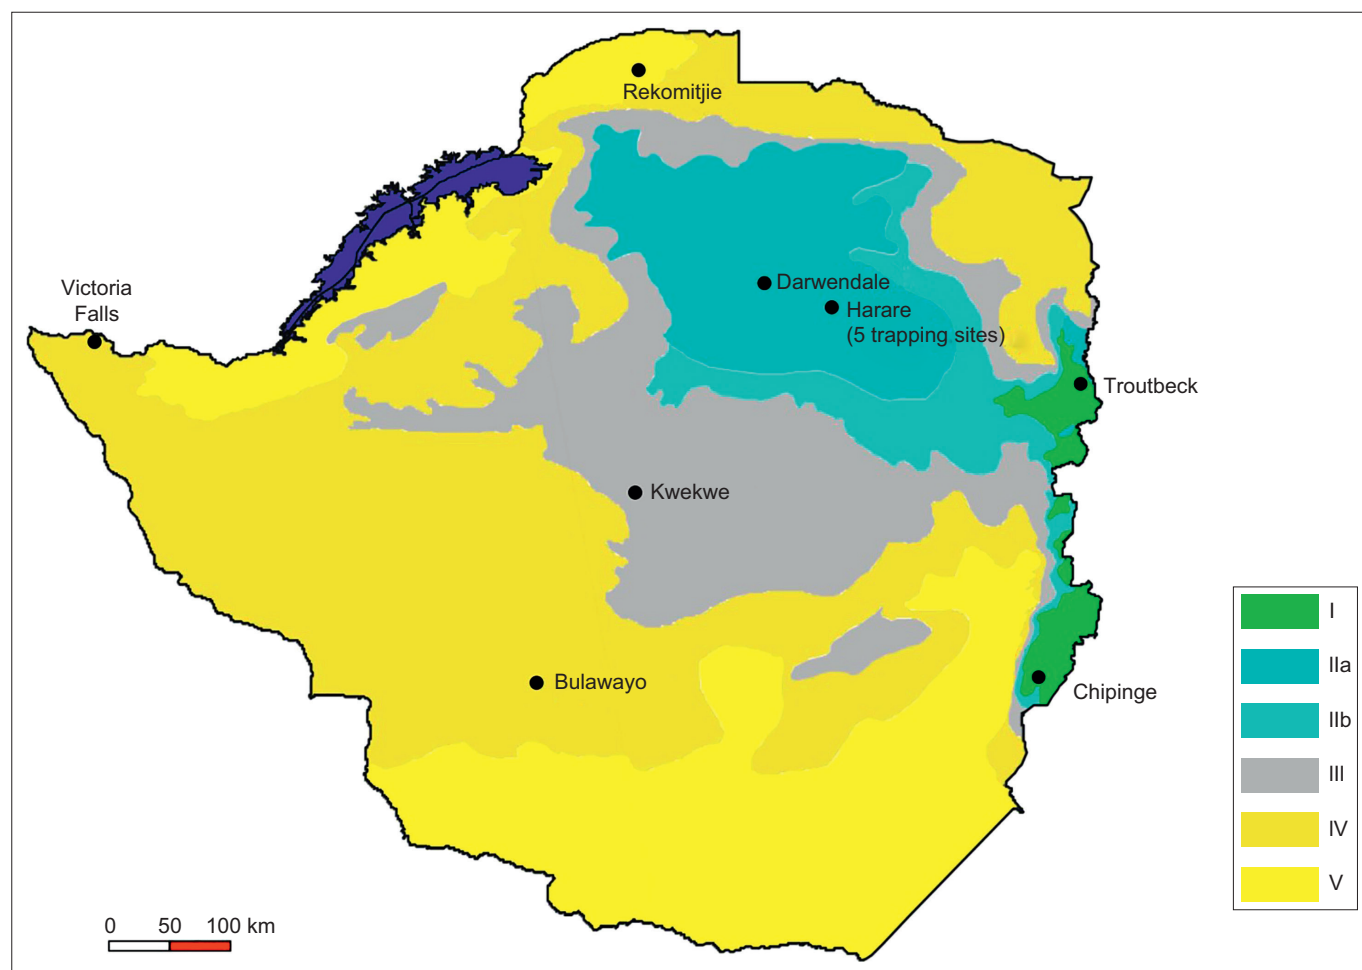 Rekomitjie
Victoria
Falls
Darwendale
Harare
(5 trapping sites)
Troutbeck
Kwekwe
Bulawayo
Chipinge
I
IIa
IIb
III
IV
V
0 50 100 km